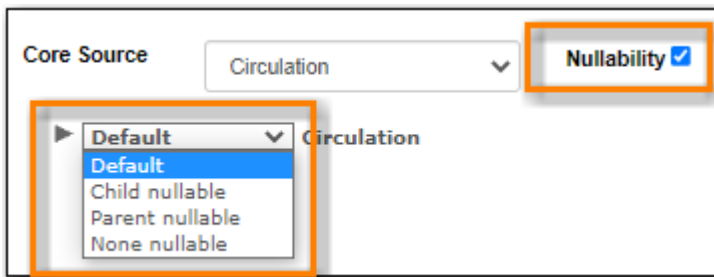 Core Source Circulation Nullability
Default Circulation
Default
Child nullable
Parent nullable
None nullable